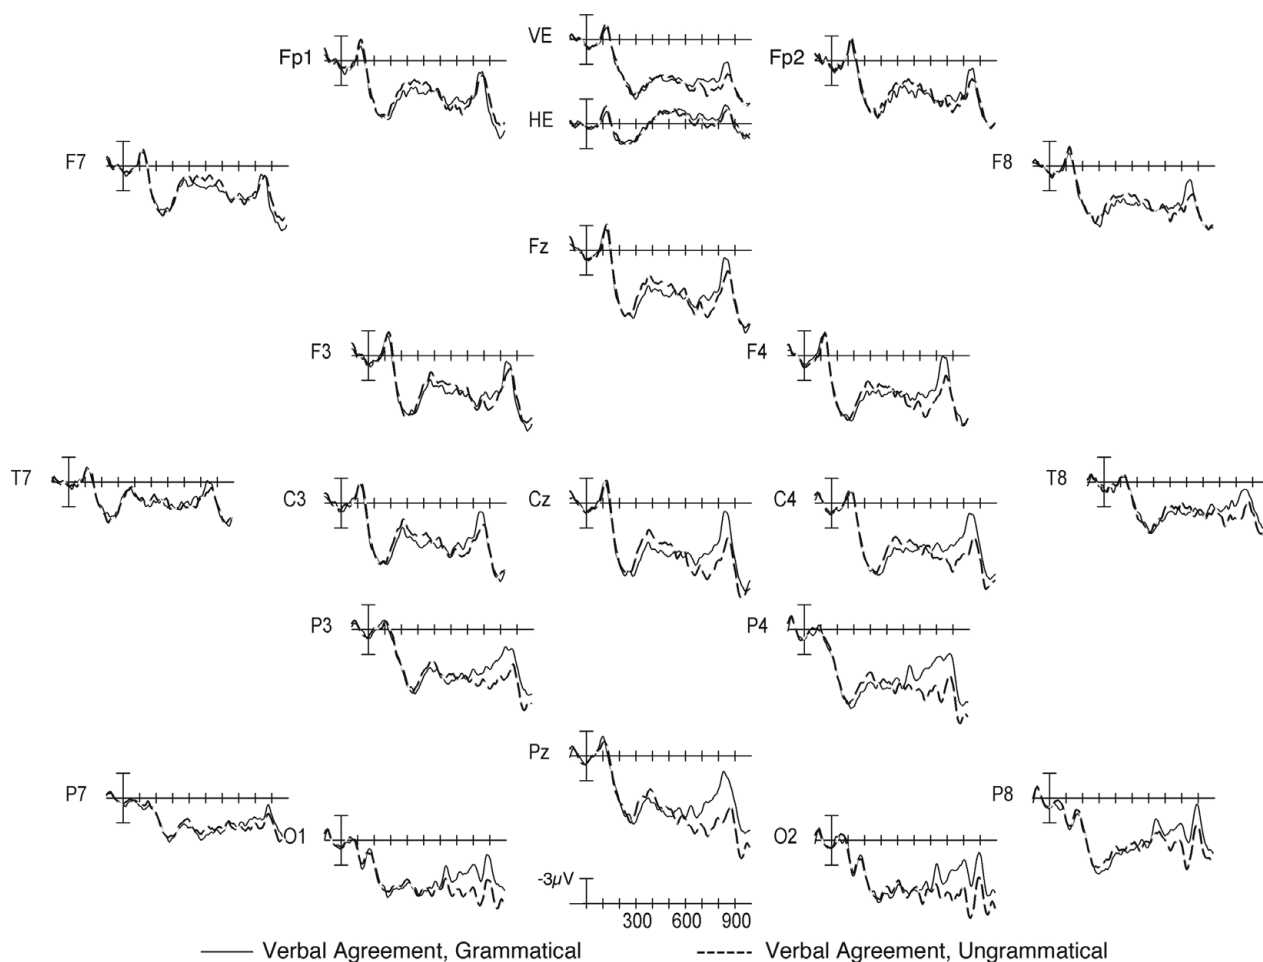 VE
Fp1
Fp2
HE
F7
F8
Fz
F3
F4
T7
C3
Cz
C4
T8
P3
P4
Pz
P7
P8
O1
O2
-3µV
300 600 900
Verbal Agreement, Grammatical
Verbal Agreement, Ungrammatical